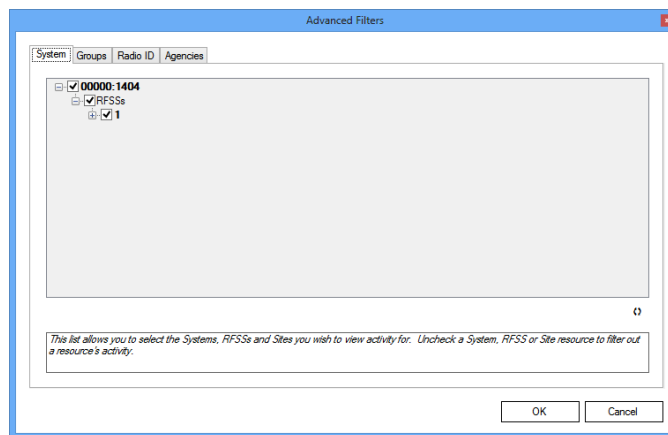 Advanced Filters
System Groups Radio ID Agencies
00000:1404
RFSSs
1
This list allows you to select the Systems, RFSSs and Sites you wish to view activity for. Uncheck a System, RFSS or Site resource to filter out
a resource's activity.
OK Cancel